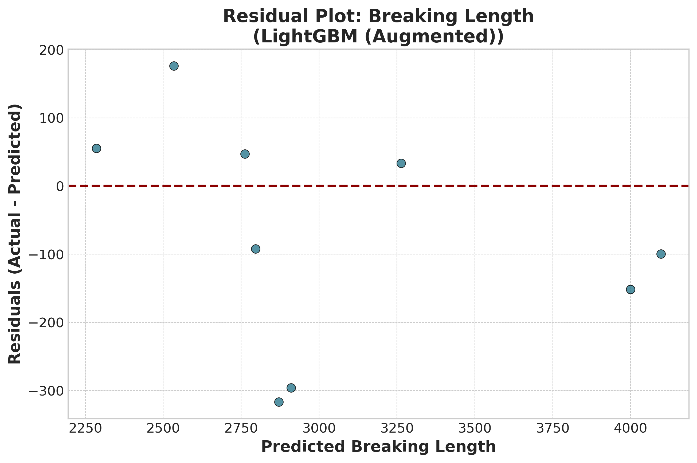 Residual Plot: Breaking Length
(LightGBM (Augmented))
Residuals (Actual - Predicted)
200
100
0
−100
−200
−300
2250 2500 2750 3000 3250 3500 3750 4000
Predicted Breaking Length